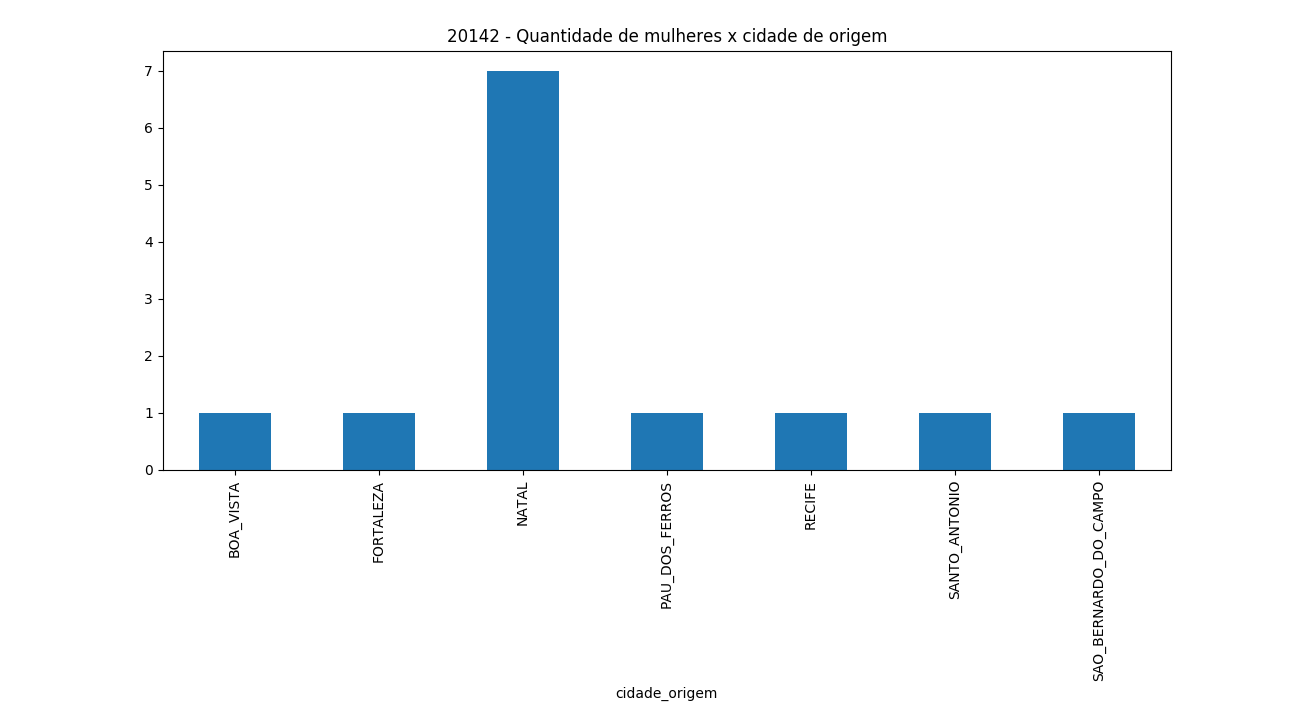 20142 - Quantidade de mulheres x cidade de origem
7
6
5
4
3
2
1
0
BOA_VISTA
FORTALEZA
NATAL
PAU_DOS_FERROS
RECIFE
SANTO_ANTONIO
SAO_BERNARDO_DO_CAMPO
cidade_origem